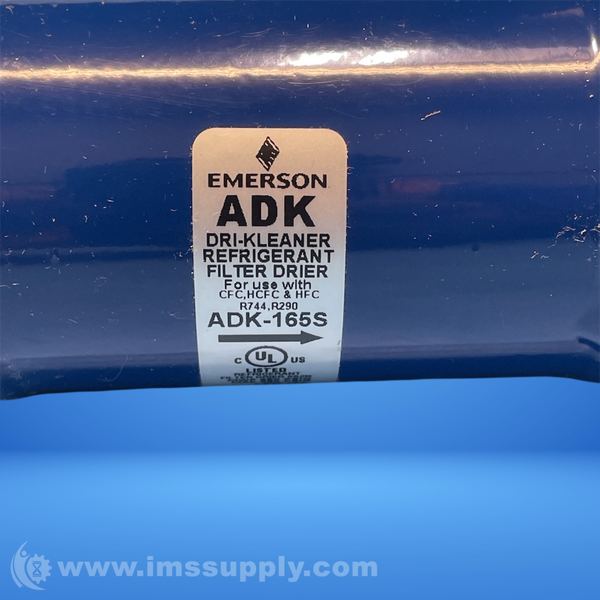 EMERSON
ADK
DRI-KLEANER
REFRIGERANT
FILTER DRIER
For use with
CFC,HCFC & HFC
R744,R290
ADK-165S
C UL US
LISTED
REFRIGERANT
www.imssupply.com